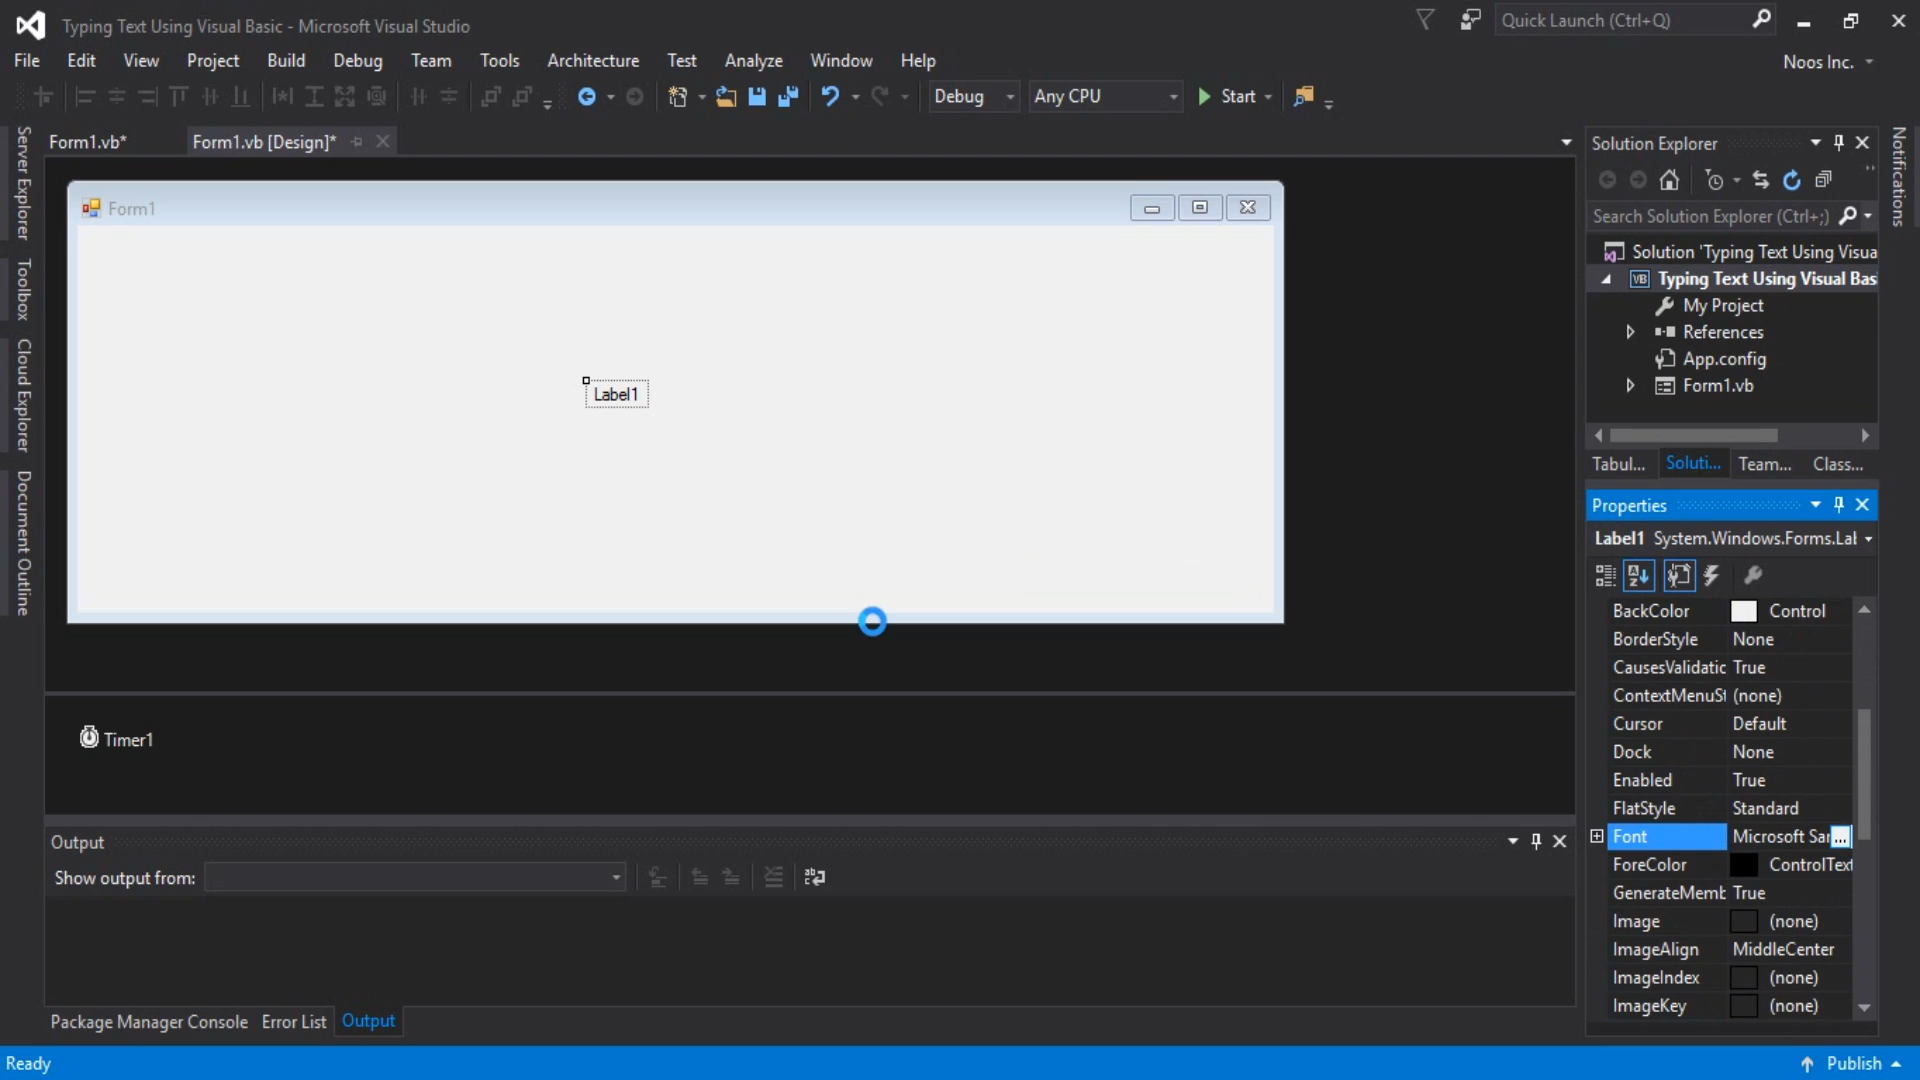 Typing Text Using Visual Basic - Microsoft Visual Studio
Quick Launch (Ctrl+Q)
File Edit View Project Build Debug Team Tools Architecture Test Analyze Window Help
Noos Inc.
Debug Any CPU Start
Form1.vb* Form1.vb [Design]*
Server Explorer
Toolbox
Cloud Explorer
Document Outline
Form1
Label1
Timer1
Output
Show output from:
Package Manager Console Error List Output
Solution Explorer
Search Solution Explorer (Ctrl+;)
Solution 'Typing Text Using Visua
VB Typing Text Using Visual Bas
My Project
References
App.config
Form1.vb
Tabul... Soluti... Team... Class...
Properties
Label1 System.Windows.Forms.Lal
BackColor Control
BorderStyle None
CausesValidatic True
ContextMenuSt (none)
Cursor Default
Dock None
Enabled True
FlatStyle Standard
Font Microsoft Sar ...
ForeColor ControlText
GenerateMemb True
Image (none)
ImageAlign MiddleCenter
ImageIndex (none)
ImageKey (none)
Notifications
Ready
Publish